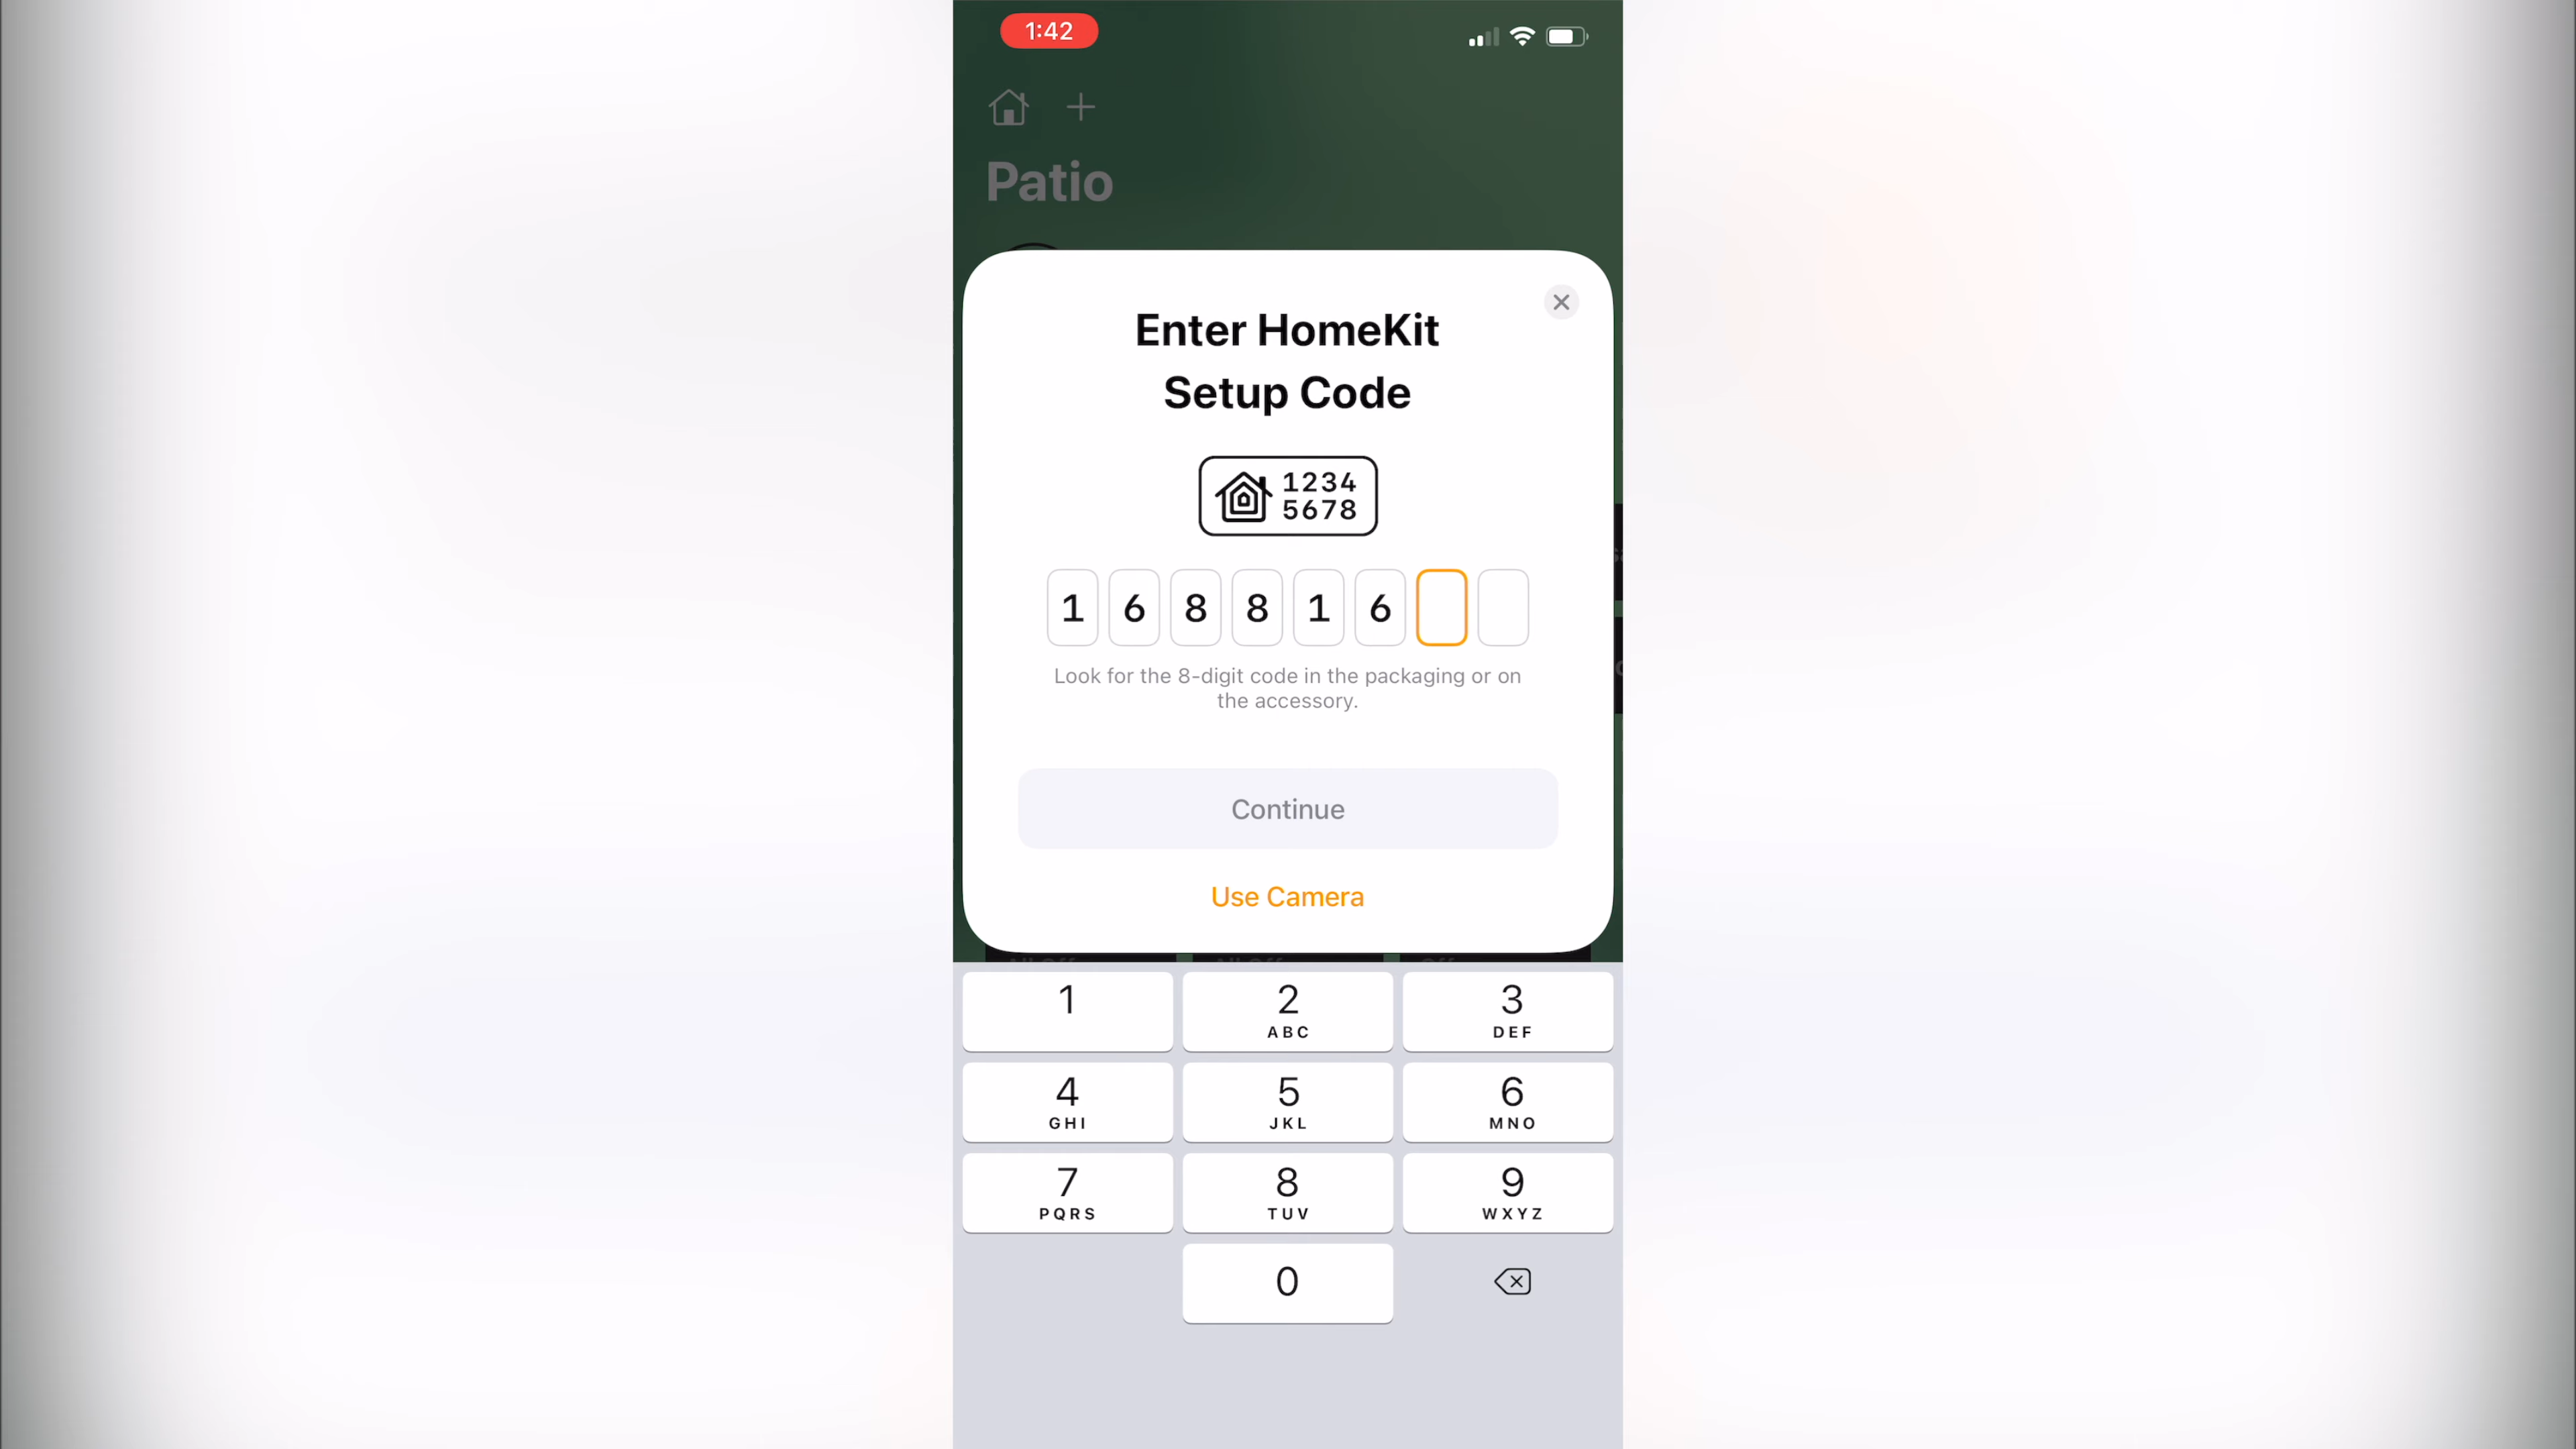 1:42
Patio
Enter HomeKit
Setup Code
1234
5678
1 6 8 8 1 6
Look for the 8-digit code in the packaging or on
the accessory.
Continue
Use Camera
1 2 3
ABC DEF
4 5 6
GHI JKL MNO
7 8 9
PQRS TUV WXYZ
0